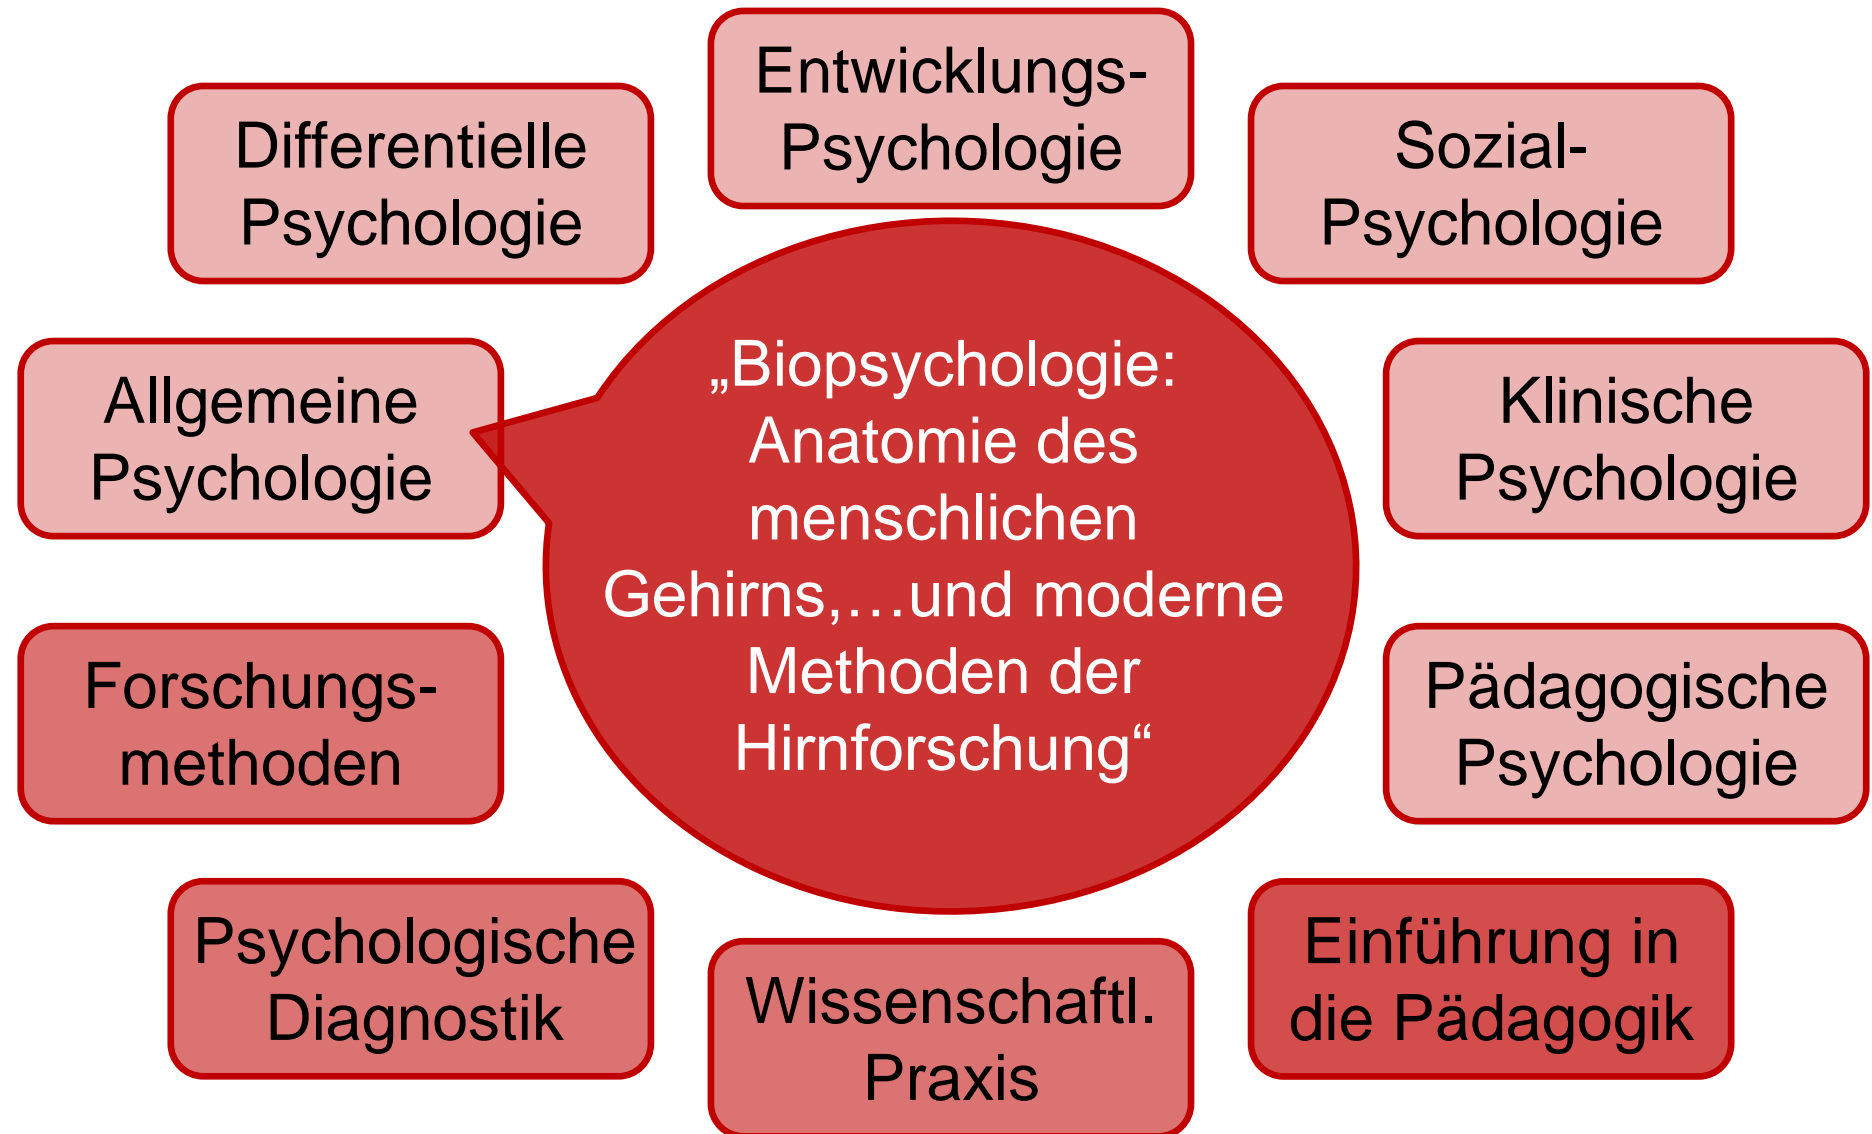 Entwicklungs-
Psychologie
Differentielle
Psychologie
Sozial-
Psychologie
Allgemeine
Psychologie
„Biopsychologie:
Anatomie des
menschlichen
Gehirns,…und moderne
Methoden der
Hirnforschung“
Klinische
Psychologie
Forschungs-
methoden
Pädagogische
Psychologie
Psychologische
Diagnostik
Wissenschaftl.
Praxis
Einführung in
die Pädagogik